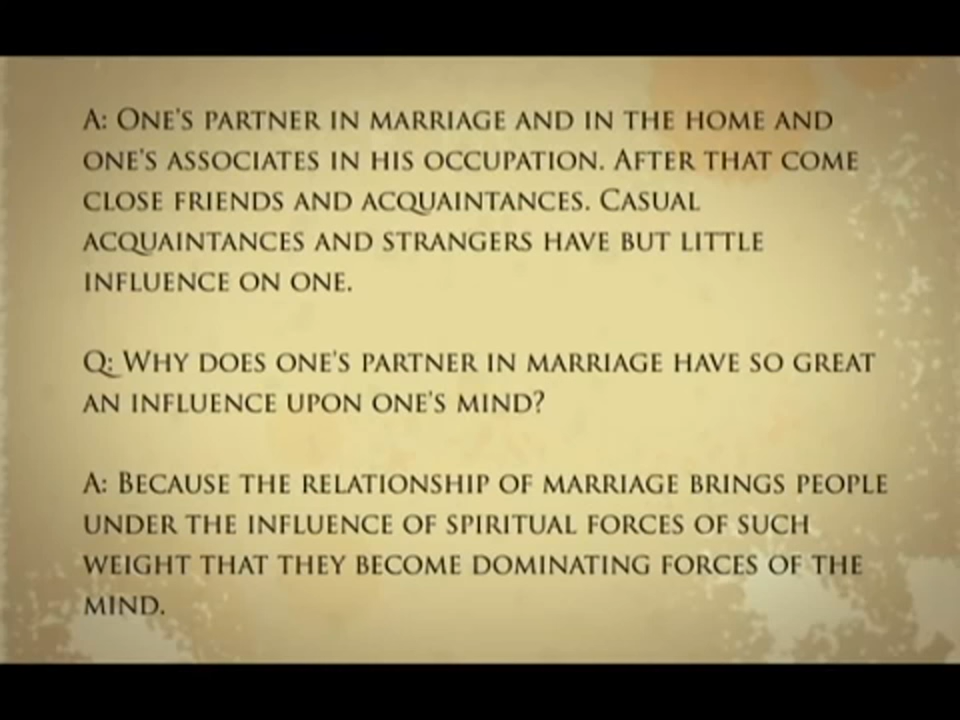 A: One's partner in marriage and in the home and
one's associates in his occupation. After that come
close friends and acquaintances. Casual
acquaintances and strangers have but little
influence on one.
Q: Why does one's partner in marriage have so great
an influence upon one's mind?
A: Because the relationship of marriage brings people
under the influence of spiritual forces of such
weight that they become dominating forces of the
mind.